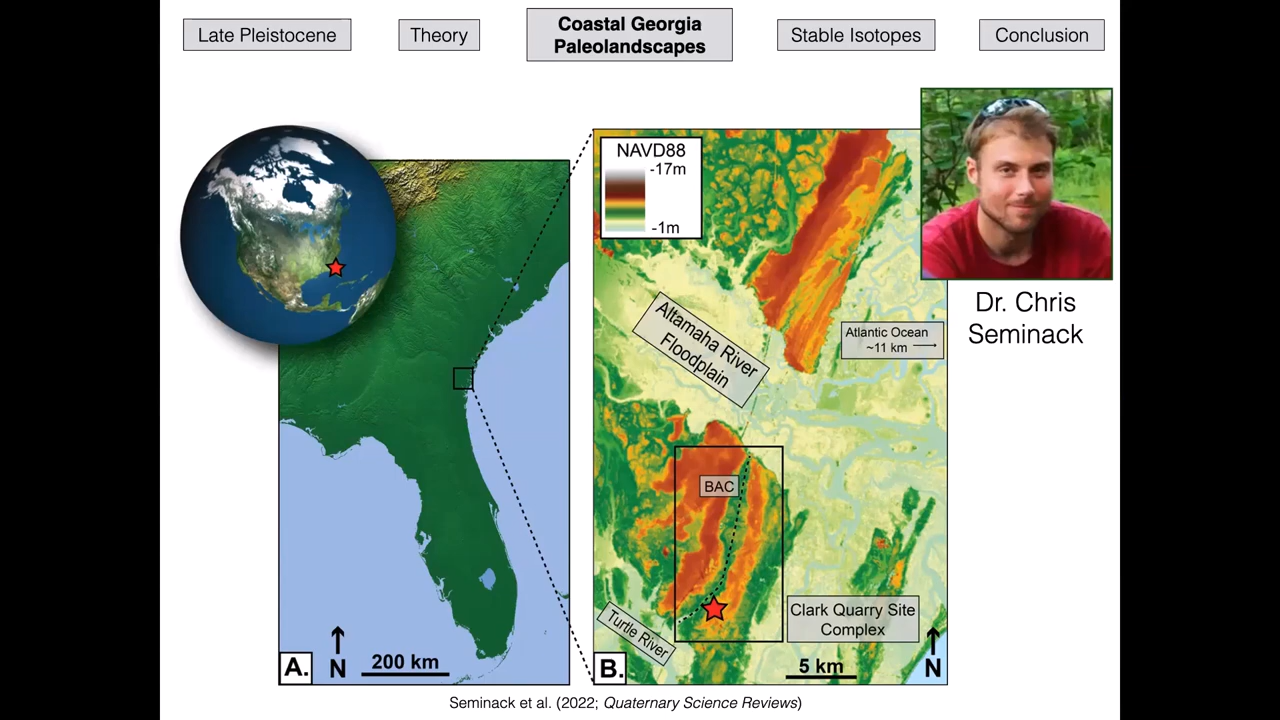 Late Pleistocene
Theory
Coastal Georgia
Paleolandscapes
Stable Isotopes
Conclusion
NAVD88
-17m
-1m
Altamaha River
Floodplain
Atlantic Ocean
~11 km
Dr. Chris
Seminack
BAC
Clark Quarry Site
Complex
Turtle River
A.
N
200 km
B.
5 km
N
Seminack et al. (2022; Quaternary Science Reviews)